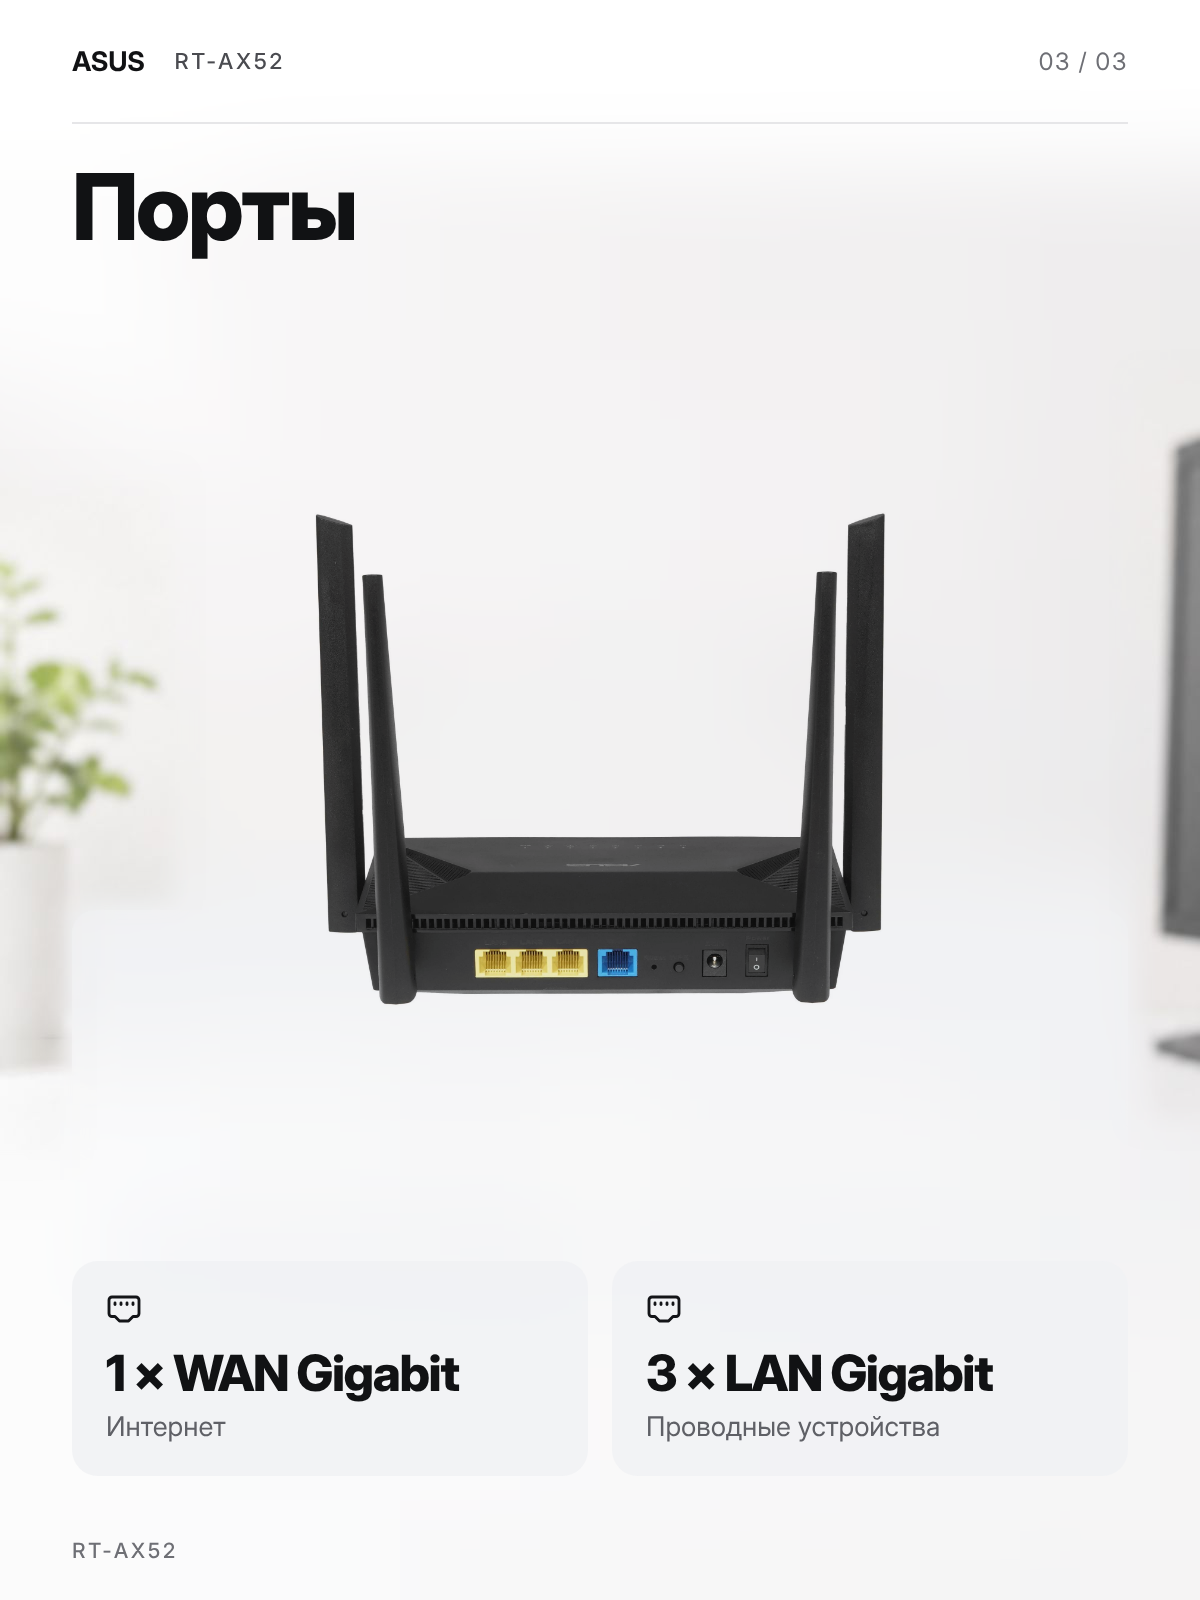 ASUS RT-AX52 03 / 03
Порты
1 × WAN Gigabit
Интернет
3 × LAN Gigabit
Проводные устройства
RT-AX52